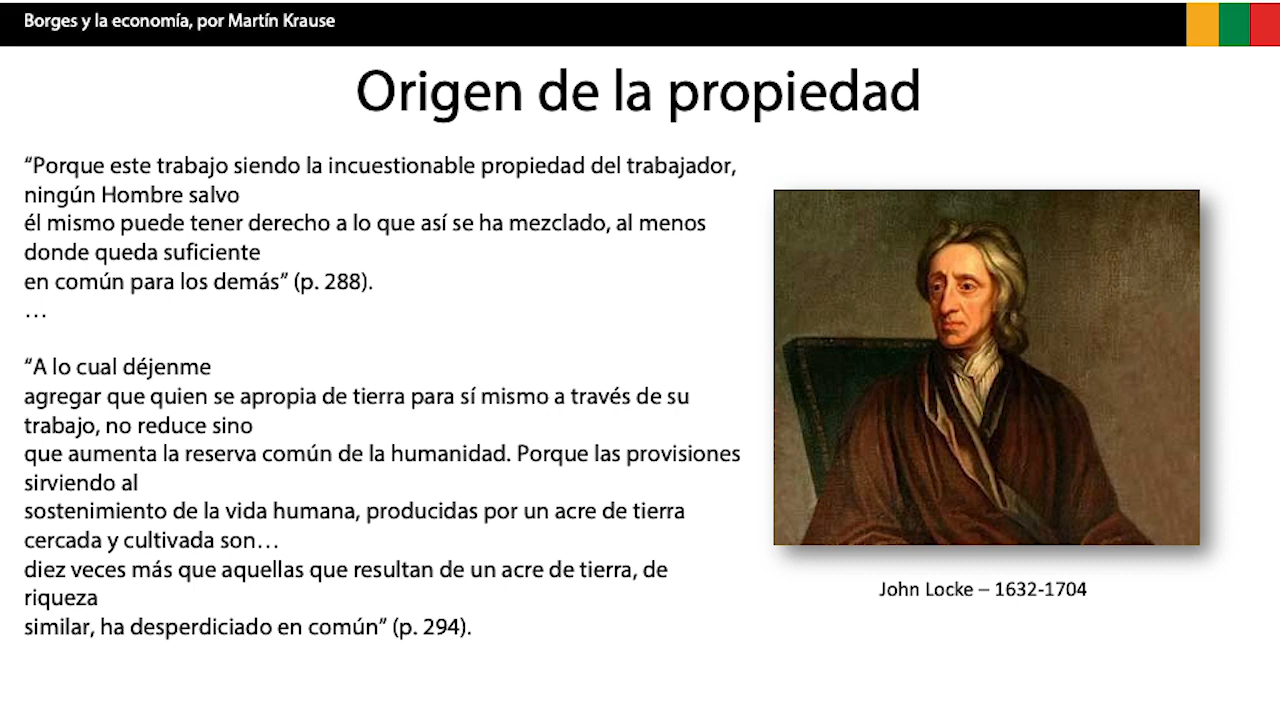 Borges y la economía, por Martín Krause
Origen de la propiedad
“Porque este trabajo siendo la incuestionable propiedad del trabajador,
ningún Hombre salvo
él mismo puede tener derecho a lo que así se ha mezclado, al menos
donde queda suficiente
en común para los demás” (p. 288).
…
“A lo cual déjenme
agregar que quien se apropia de tierra para sí mismo a través de su
trabajo, no reduce sino
que aumenta la reserva común de la humanidad. Porque las provisiones
sirviendo al
sostenimiento de la vida humana, producidas por un acre de tierra
cercada y cultivada son…
diez veces más que aquellas que resultan de un acre de tierra, de
riqueza
similar, ha desperdiciado en común” (p. 294).
John Locke – 1632-1704